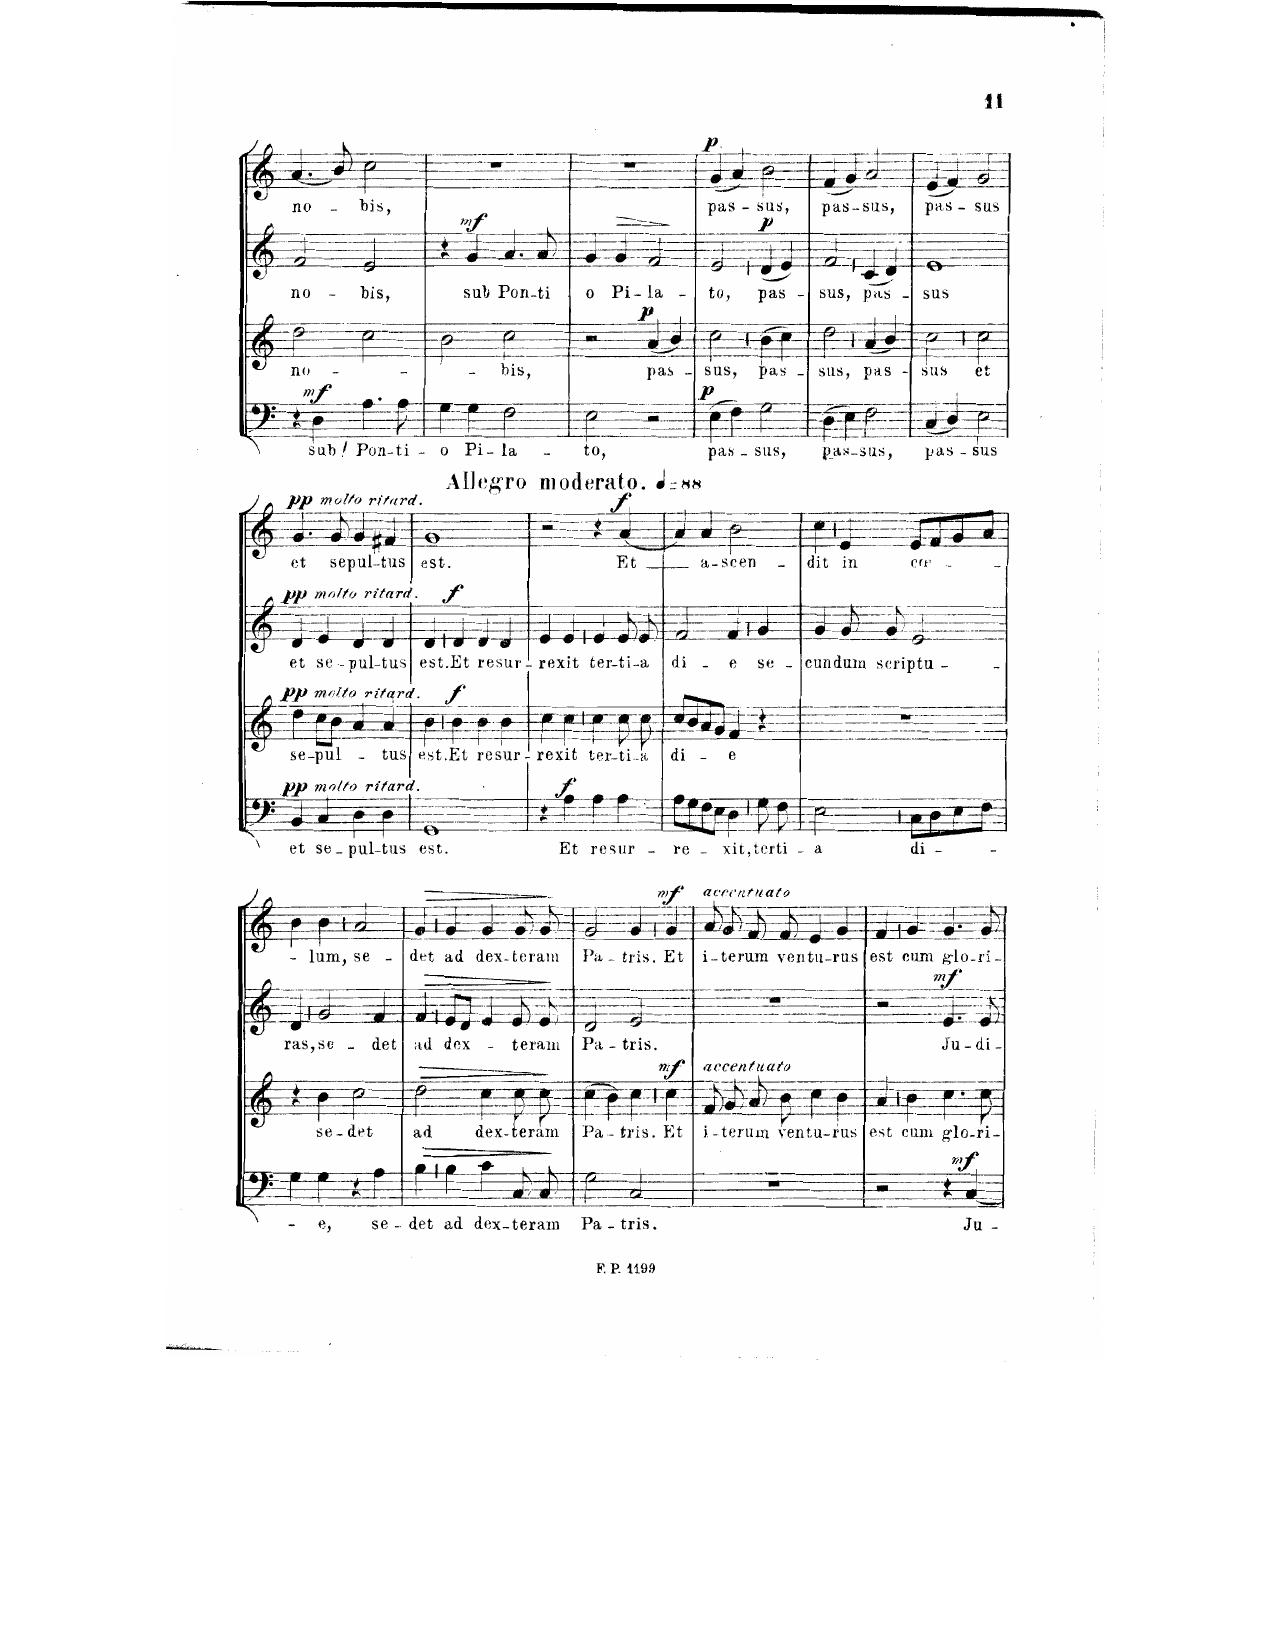 11
p
no - bis, pas - sus, pas - sus, pas - sus
mf p
no - bis, sub Pon - ti o Pi - la - to, pas - sus, pas - sus
p
no - - - bis, pas - sus, pas - sus, pas - sus et
mf p
sub Pon - ti - o Pi - la - to, pas - sus, pas - sus, pas - sus
Allegro moderato. ♩= 88
pp molto ritard. f
et sepul - tus est. Et a - scen - dit in cœ - -
pp molto ritard. f
et se - pul - tus est. Et resur - rexit ter - ti - a di - e se - cundum scriptu - -
pp molto ritard. f
se - pul - tus est. Et resur - rexit ter - ti - a di - e
pp molto ritard. f
et se - pul - tus est. Et resur - re - xit, terti - a di - -
mf accentuato
- lum, se - det ad dex - teram Pa - tris. Et i - terum ventu - rus est cum glo - ri -
mf
ras, se - det ad dex - teram Pa - tris. Ju - di -
mf accentuato
se - det ad dex - teram Pa - tris. Et i - terum ventu - rus est cum glo - ri -
mf
- e, se - det ad dex - teram Pa - tris. Ju -
F. P. 1199